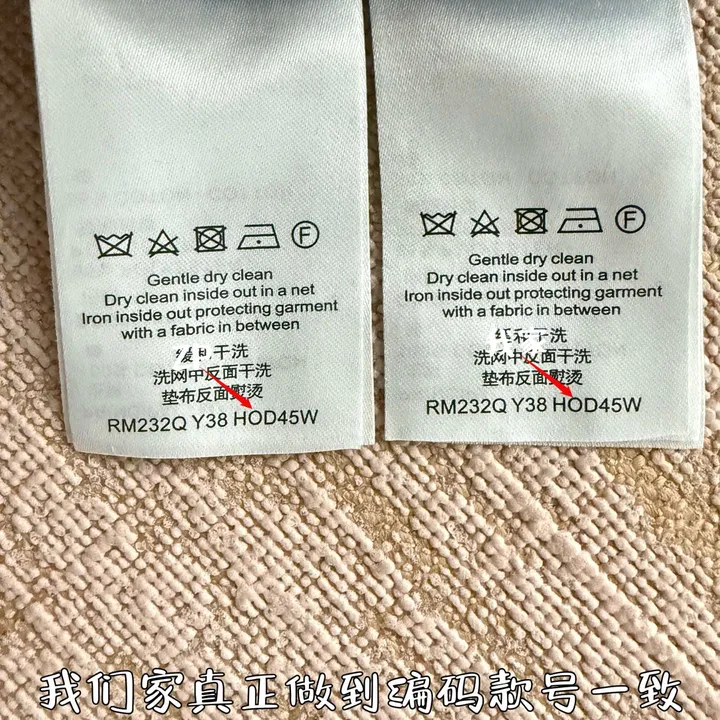 Gentle dry clean
Dry clean inside out in a net
Iron inside out protecting garment
with a fabric in between
干洗
洗网中反面干洗
垫布反面熨烫
RM232Q Y38 HOD45W
F
Gentle dry clean
Dry clean inside out in a net
Iron inside out protecting garment
with a fabric in between
干洗
洗网中反面干洗
垫布反面熨烫
RM232Q Y38 HOD45W
F
我们家真正做到编码款号一致